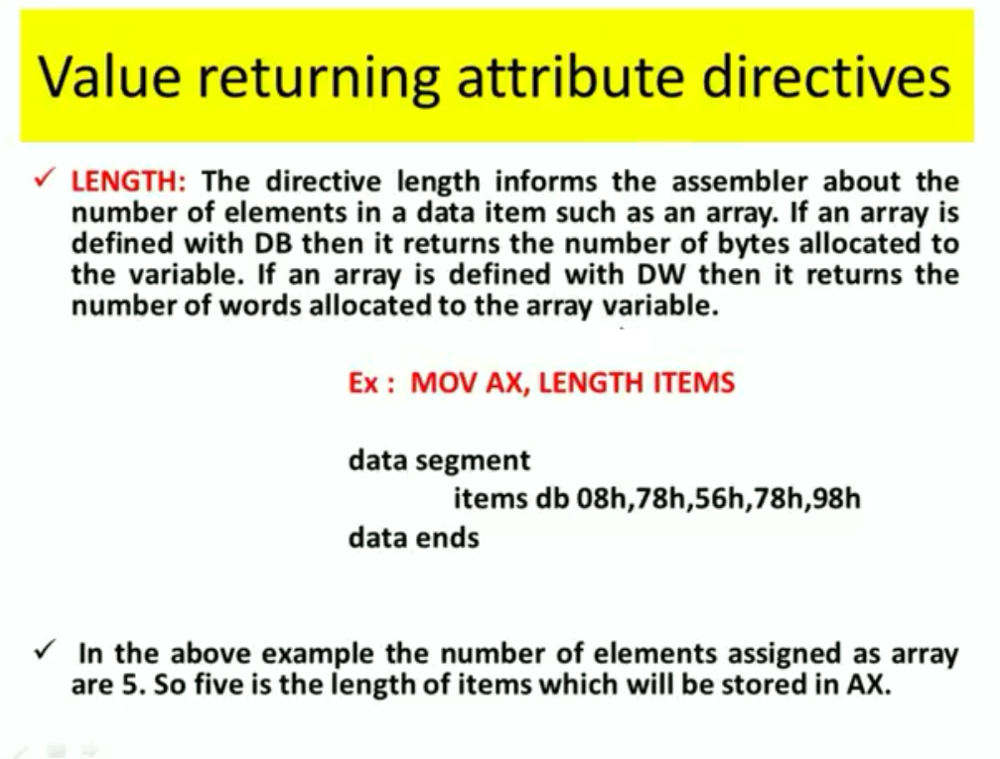 Value returning attribute directives
✓ LENGTH: The directive length informs the assembler about the
number of elements in a data item such as an array. If an array is
defined with DB then it returns the number of bytes allocated to
the variable. If an array is defined with DW then it returns the
number of words allocated to the array variable.
Ex : MOV AX, LENGTH ITEMS
data segment
items db 08h,78h,56h,78h,98h
data ends
✓ In the above example the number of elements assigned as array
are 5. So five is the length of items which will be stored in AX.